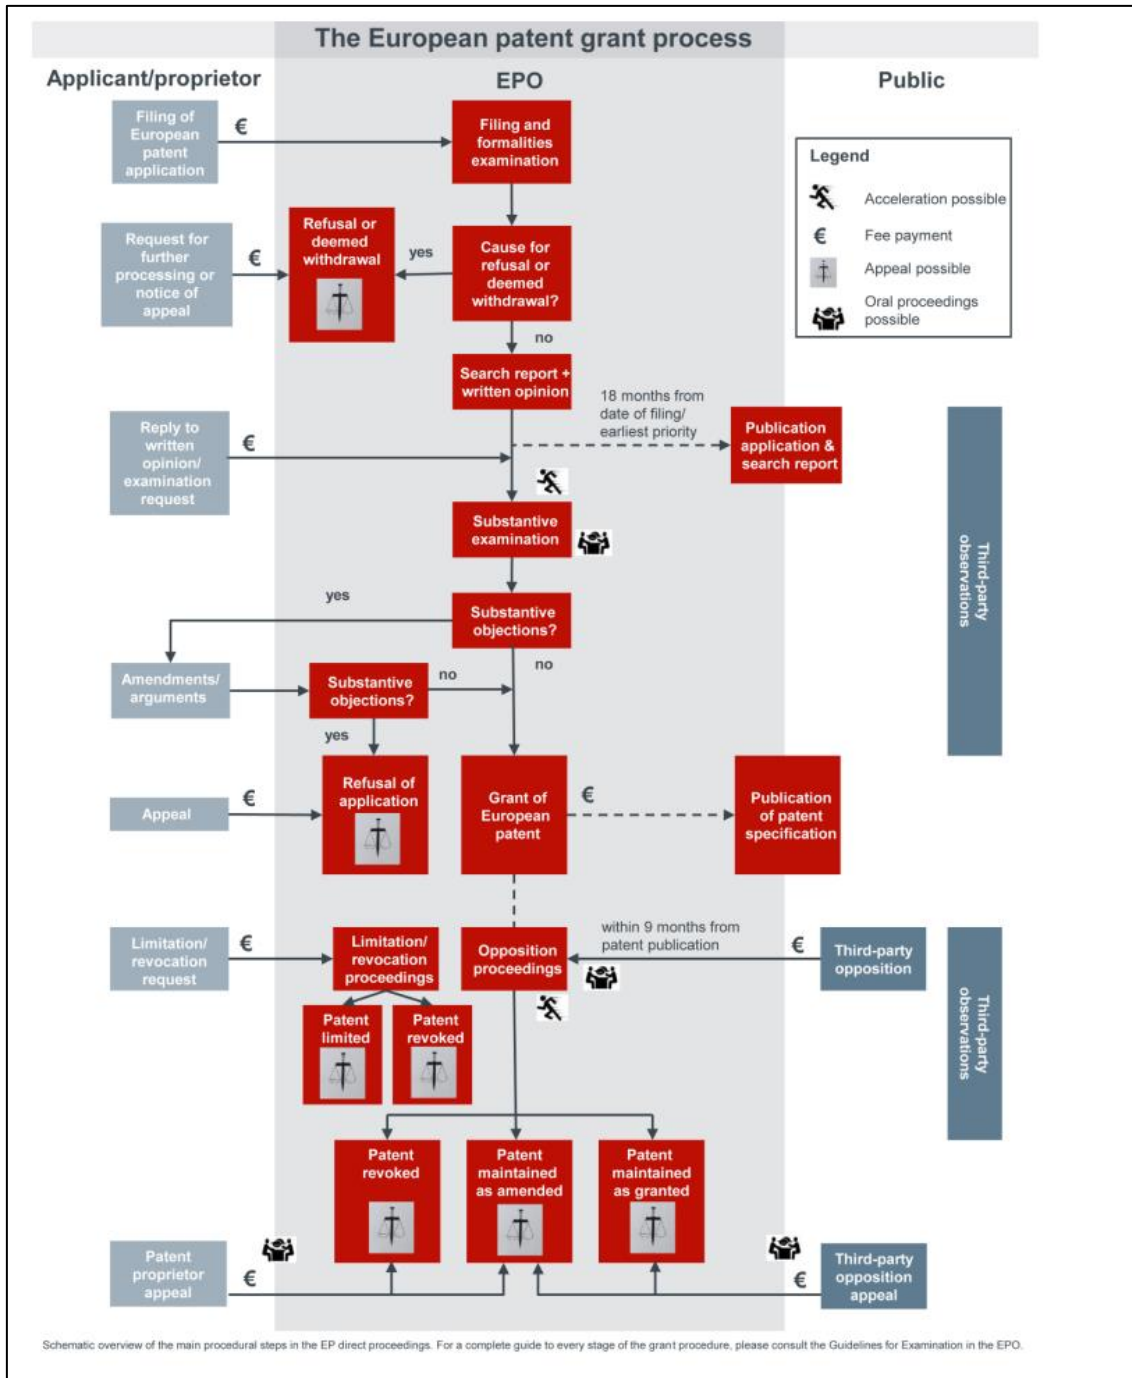 The European patent grant process
Applicant/proprietor
EPO
Public
Filing of
European
patent
application
€
Filing and
formalities
examination
Legend
Acceleration possible
€
Fee payment
Appeal possible
Oral proceedings
possible
Request for
further
processing or
notice of
appeal
€
Refusal or
deemed
withdrawal
yes
Cause for
refusal or
deemed
withdrawal?
no
Search report +
written opinion
18 months from
date of filing/
earliest priority
Publication
application &
search report
Reply to
written
opinion/
examination
request
€
Substantive
examination
Third-party
observations
yes
Substantive
objections?
no
Amendments/
arguments
Substantive
objections?
no
yes
Appeal
€
Refusal of
application
Grant of
European
patent
€
Publication
of patent
specification
Limitation/
revocation
request
€
Limitation/
revocation
proceedings
Opposition
proceedings
within 9 months from
patent publication
€
Third-party
opposition
Third-party
observations
Patent
limited
Patent
revoked
Patent
revoked
Patent
maintained
as amended
Patent
maintained
as granted
Patent
proprietor
appeal
€
€
Third-party
opposition
appeal
Schematic overview of the main procedural steps in the EP direct proceedings. For a complete guide to every stage of the grant procedure, please consult the Guidelines for Examination in the EPO.